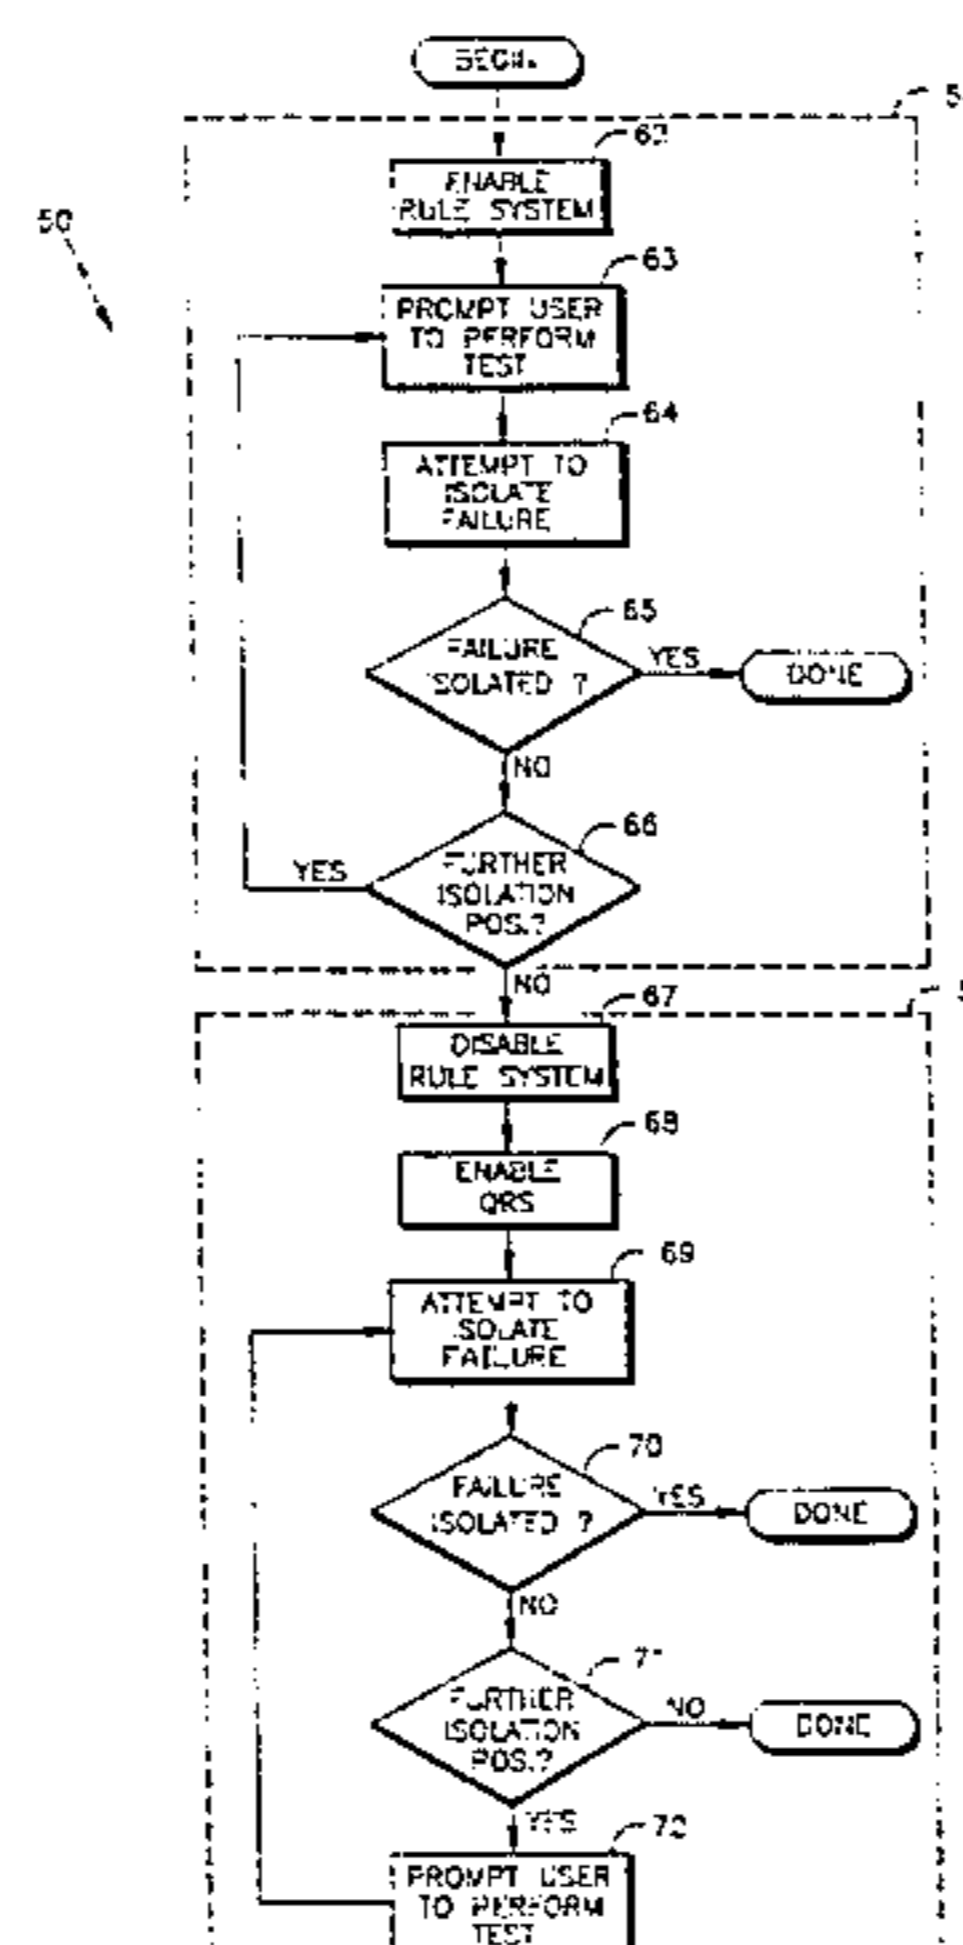 BEGIN
5
62
ENABLE
RULE SYSTEM
50
63
PROMPT USER
TO PERFORM
TEST
64
ATTEMPT TO
ISOLATE
FAILURE
65
FAILURE
ISOLATED ?
YES
DONE
NO
66
FURTHER
ISOLATION
POS.?
YES
NO
67
DISABLE
RULE SYSTEM
68
ENABLE
QRS
69
ATTEMPT TO
ISOLATE
FAILURE
70
FAILURE
ISOLATED ?
YES
DONE
NO
71
FURTHER
ISOLATION
POS.?
NO
DONE
YES
72
PROMPT USER
TO PERFORM
TEST